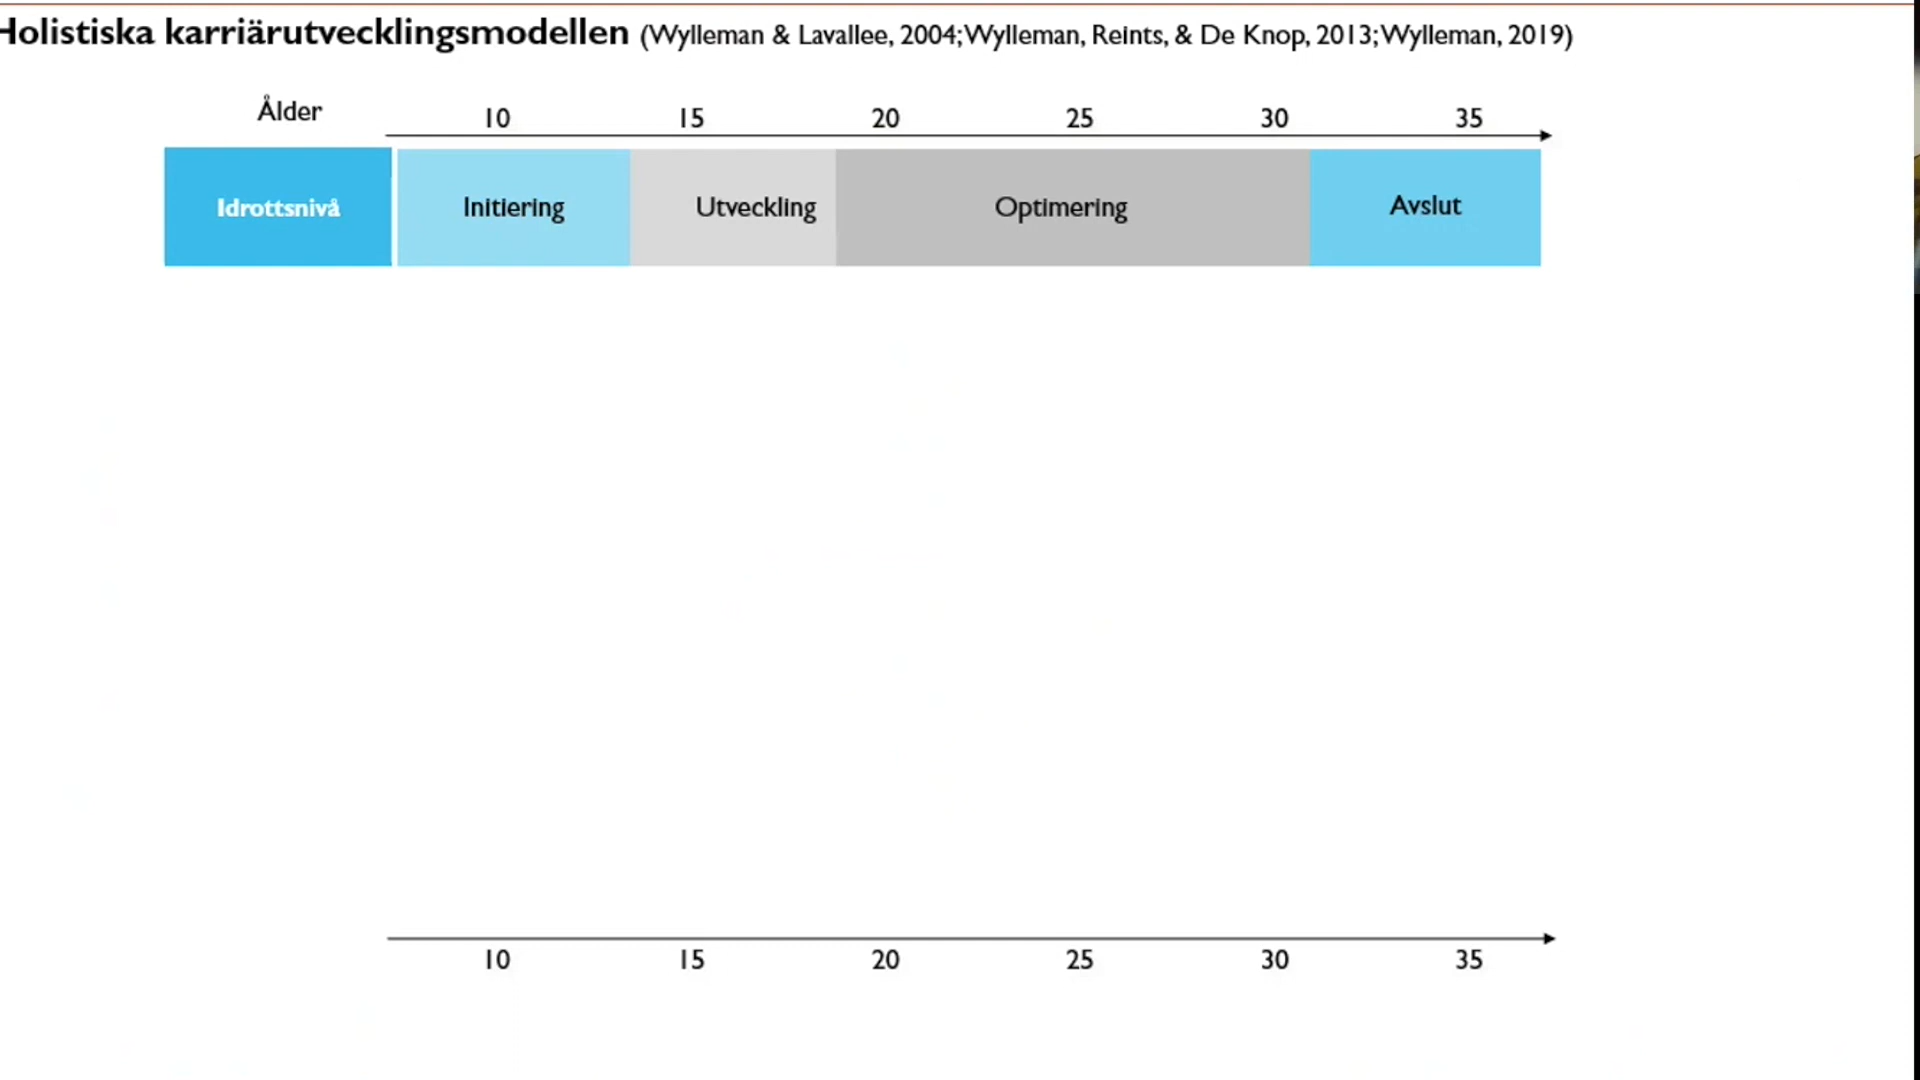 Holistiska karriärutvecklingsmodellen (Wylleman & Lavallee, 2004; Wylleman, Reints, & De Knop, 2013; Wylleman, 2019)
Ålder 10 15 20 25 30 35
Idrottsnivå Initiering Utveckling Optimering Avslut
10 15 20 25 30 35